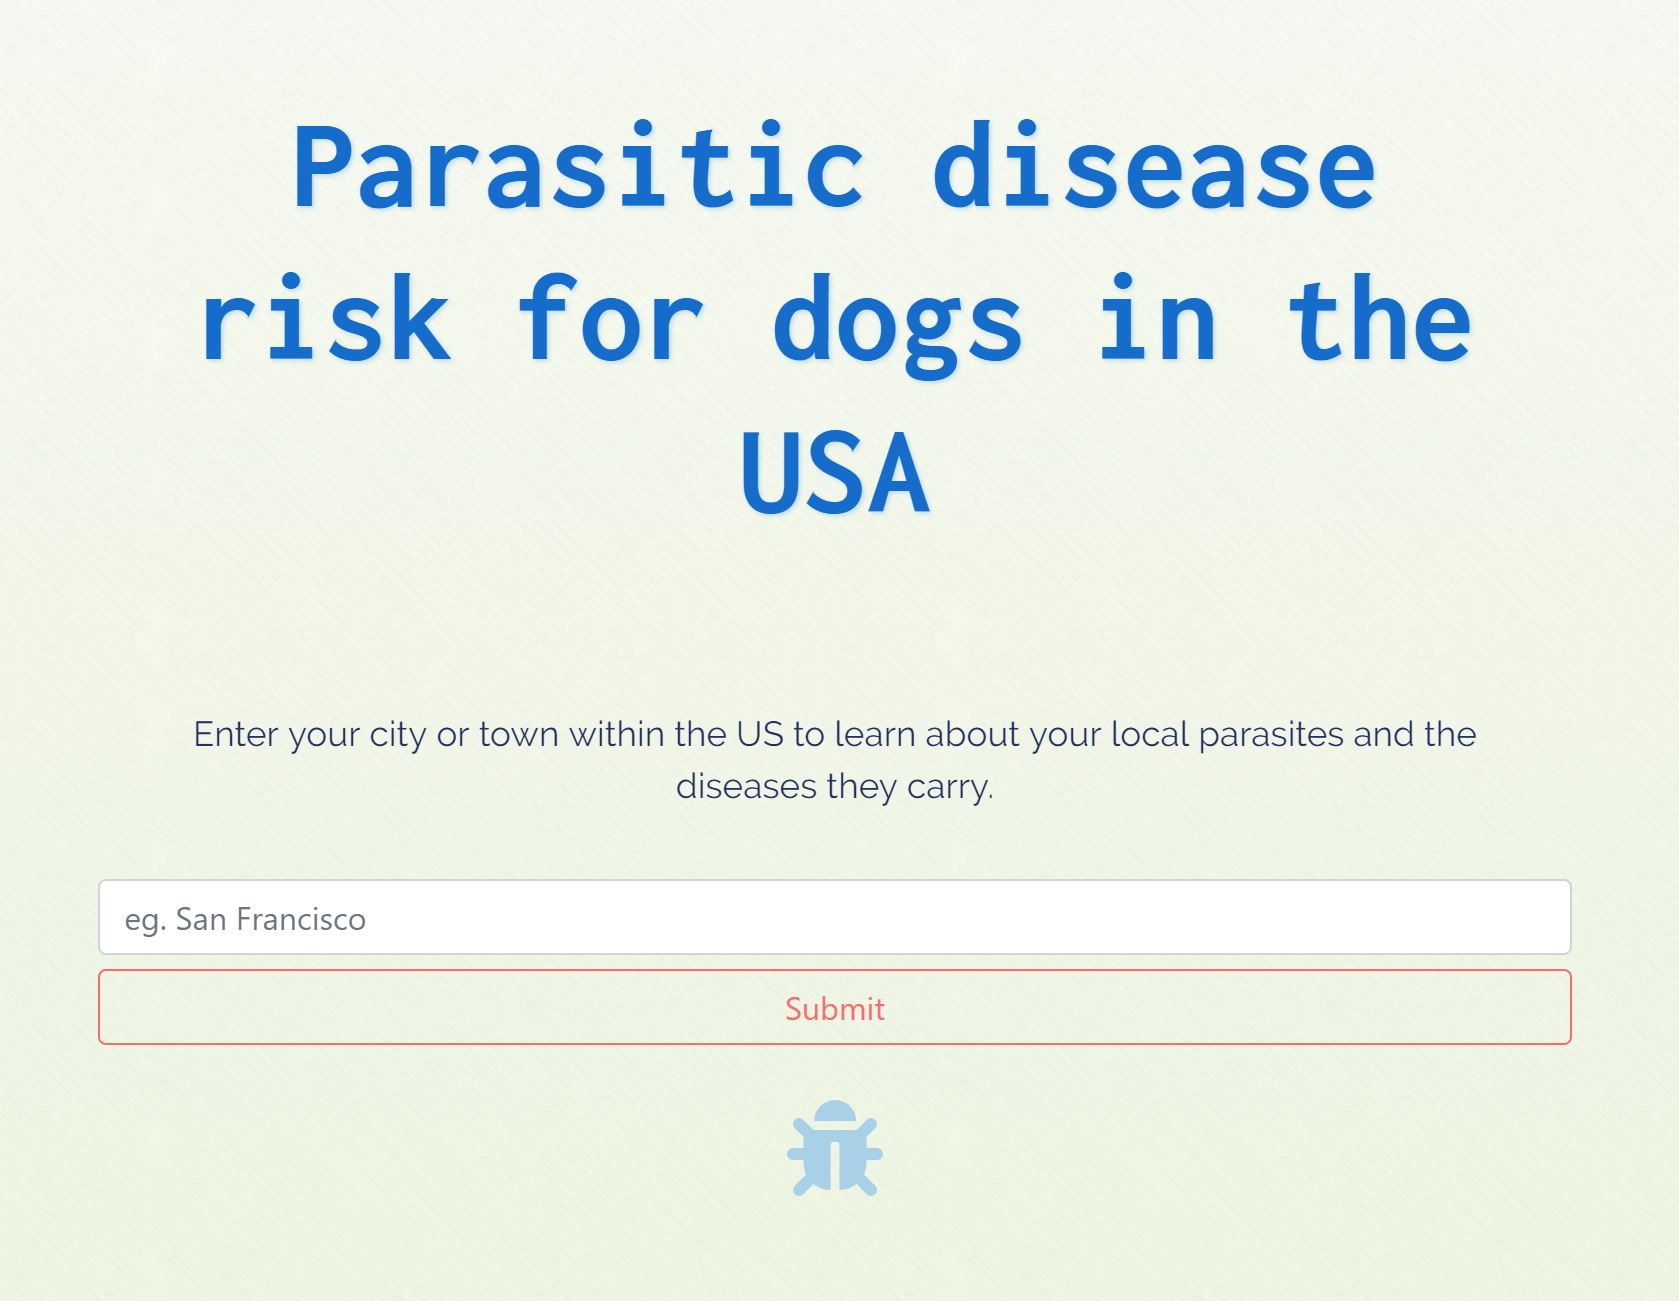 Parasitic disease
risk for dogs in the
USA
Enter your city or town within the US to learn about your local parasites and the
diseases they carry.
eg. San Francisco
Submit